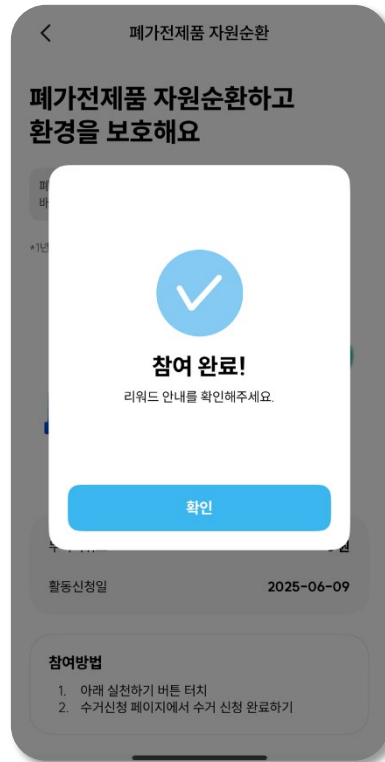 폐가전제품 자원순환
폐가전제품 자원순환하고
환경을 보호해요
*1년
참여 완료!
리워드 안내를 확인해주세요.
확인
활동신청일 2025-06-09
참여방법
1. 아래 실천하기 버튼 터치
2. 수거신청 페이지에서 수거 신청 완료하기